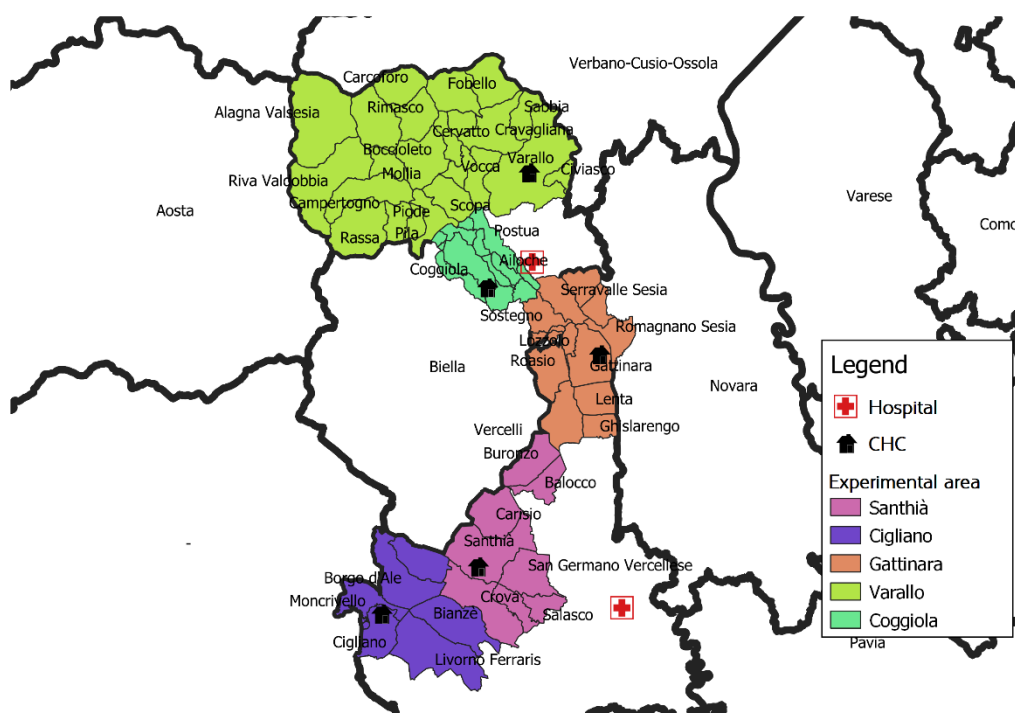 Verbano-Cusio-Ossola
Carcoforo
Fobello
Alagna Valsesia
Rimasco
Sabbia
Cervatto
Cravagliana
Boccioleto
Varallo
Vocca
Civiasco
Mollia
Riva Valdobbia
Varese
Campertogno
Aosta
Scopa
Piode
Como
Rassa
Pila
Postua
Ailoche
Coggiola
Serravalle Sesia
Sostegno
Romagnano Sesia
Lozzolo
Roasio
Gattinara
Biella
Novara
Lenta
Vercelli
Ghislarengo
Buronzo
Balocco
Carisio
Santhià
San Germano Vercellese
Borgo d'Ale
Moncrivello
Crova
Bianzè
Salasco
Cigliano
Livorno Ferraris
Pavia
Legend
Hospital
CHC
Experimental area
Santhià
Cigliano
Gattinara
Varallo
Coggiola